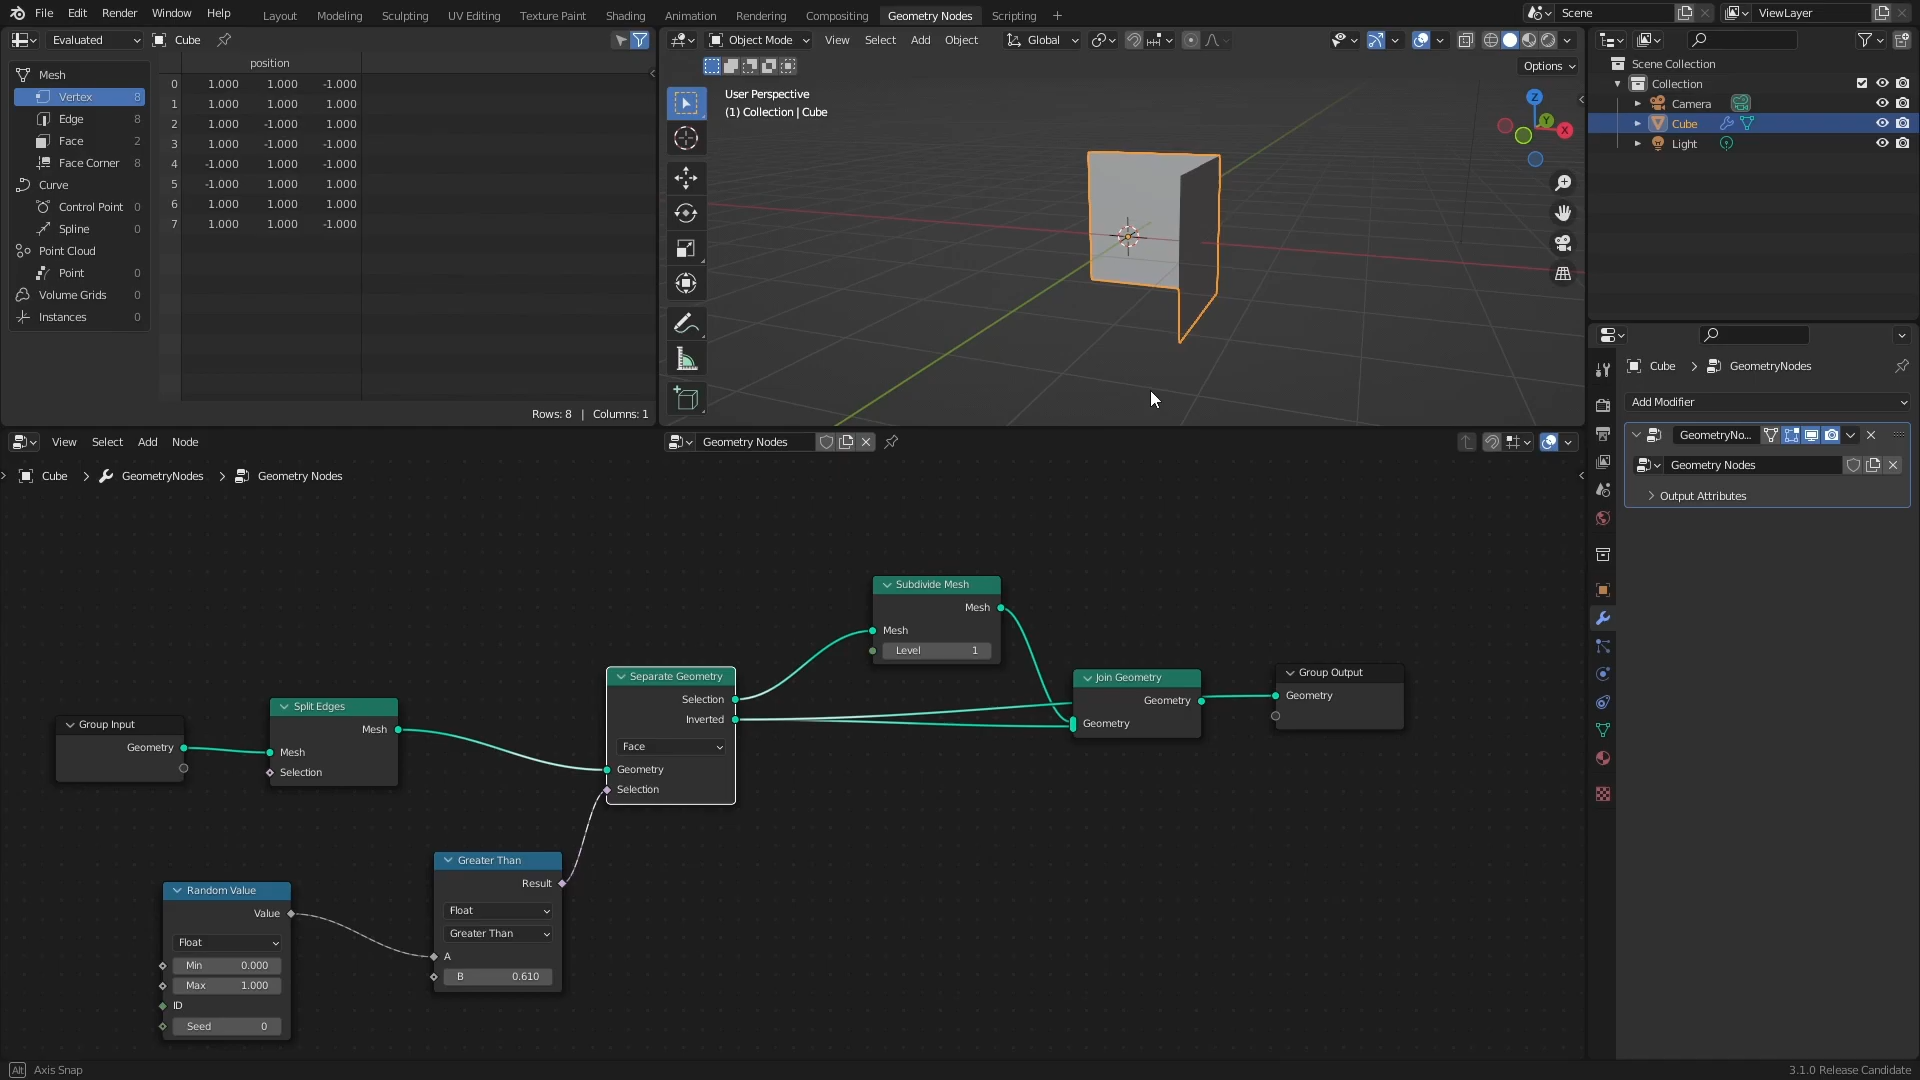 File Edit Render Window Help Layout Modeling Sculpting UV Editing Texture Paint Shading Animation Rendering Compositing Geometry Nodes Scripting Scene ViewLayer
Evaluated Cube
position
Mesh
Vertex 8
Edge 8
Face 2
Face Corner 8
Curve
Control Point 0
Spline 0
Point Cloud
Point 0
Volume Grids 0
Instances 0
0 1.000 1.000 -1.000
1 1.000 1.000 1.000
2 1.000 -1.000 1.000
3 1.000 -1.000 -1.000
4 -1.000 1.000 -1.000
5 -1.000 1.000 1.000
6 1.000 1.000 1.000
7 1.000 1.000 -1.000
Rows: 8 | Columns: 1
Object Mode View Select Add Object Global
Options
User Perspective
(1) Collection | Cube
Z
Y
X
Scene Collection
Collection
Camera
Cube
Light
Cube GeometryNodes
Add Modifier
GeometryNo...
Geometry Nodes
Output Attributes
View Select Add Node Geometry Nodes
Cube GeometryNodes Geometry Nodes
Group Input
Geometry
Split Edges
Mesh
Mesh
Selection
Random Value
Value
Float
Min 0.000
Max 1.000
ID
Seed 0
Greater Than
Result
Float
Greater Than
A
B 0.610
Separate Geometry
Selection
Inverted
Face
Geometry
Selection
Subdivide Mesh
Mesh
Mesh
Level 1
Join Geometry
Geometry
Geometry
Group Output
Geometry
Alt Axis Snap
3.1.0 Release Candidate